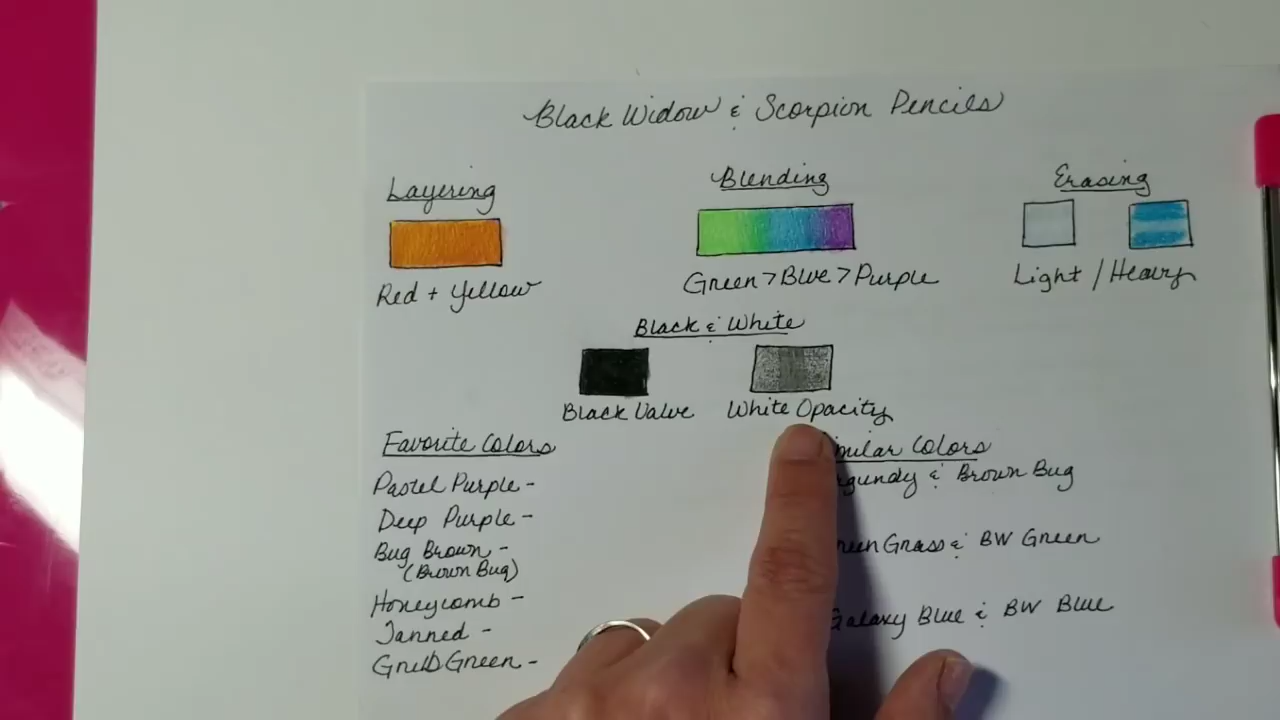 Black Widow & Scorpion Pencils
Layering
Red + Yellow
Blending
Green > Blue > Purple
Erasing
Light / Heavy
Black & White
Black Value
White Opacity
Favorite Colors
Pastel Purple -
Deep Purple -
Bug Brown -
(Brown Bug)
Honeycomb -
Tanned -
Green -
Colors
& Brown Bug
Grass & BW Green
Galaxy Blue & BW Blue